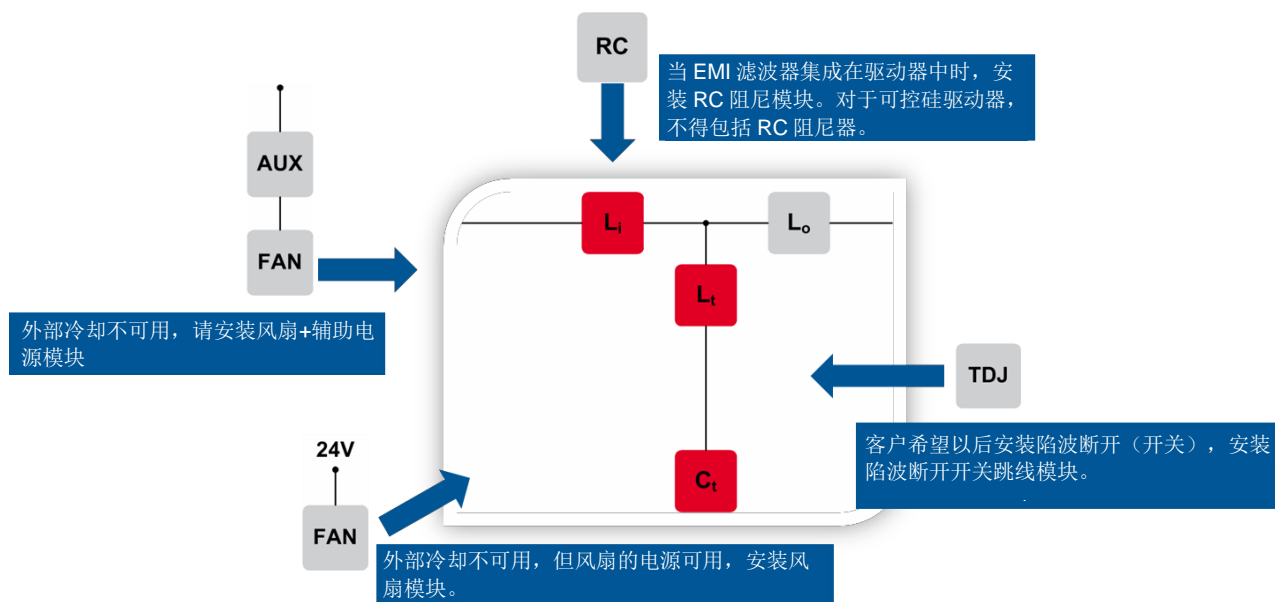 RC
当 EMI 滤波器集成在驱动器中时，安
装 RC 阻尼模块。对于可控硅驱动器，
不得包括 RC 阻尼器。
AUX
FAN
外部冷却不可用，请安装风扇+辅助电
源模块
Li
Lo
Lt
Ct
TDJ
客户希望以后安装陷波断开（开关），安装
陷波断开开关跳线模块。
24V
FAN
外部冷却不可用，但风扇的电源可用，安装风
扇模块。